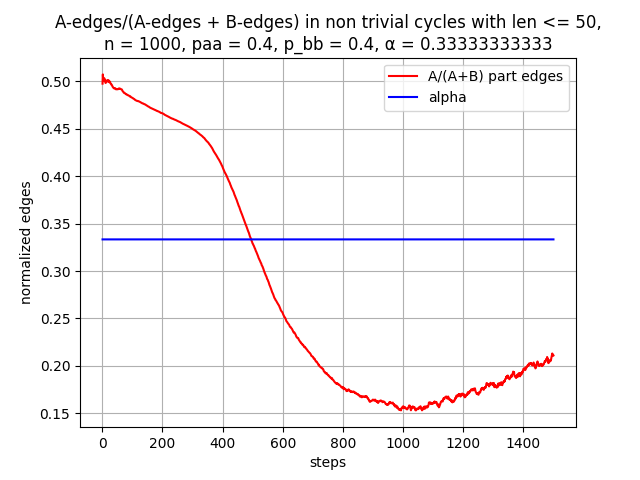 A-edges/(A-edges + B-edges) in non trivial cycles with len <= 50,
n = 1000, paa = 0.4, p_bb = 0.4, α = 0.33333333333
A/(A+B) part edges
alpha
normalized edges
0.50
0.45
0.40
0.35
0.30
0.25
0.20
0.15
0 200 400 600 800 1000 1200 1400
steps